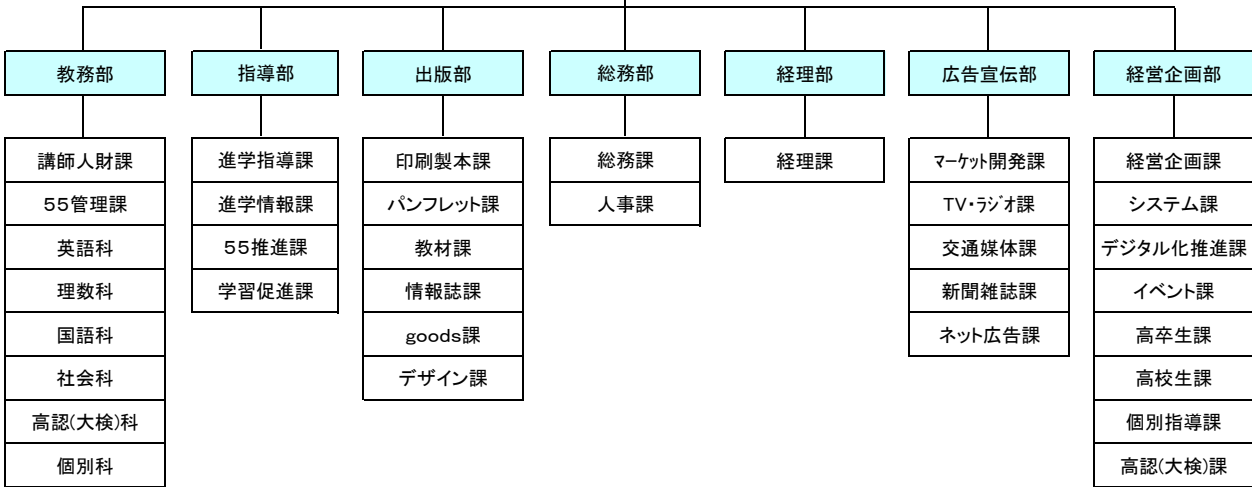 教務部
講師人財課
５５管理課
英語科
理数科
国語科
社会科
高認(大検)科
個別科
指導部
進学指導課
進学情報課
５５推進課
学習促進課
出版部
印刷製本課
パンフレット課
教材課
情報誌課
goods課
デザイン課
総務部
総務課
人事課
経理部
経理課
広告宣伝部
ﾏｰｹｯﾄ開発課
TV・ﾗｼﾞｵ課
交通媒体課
新聞雑誌課
ネット広告課
経営企画部
経営企画課
システム課
デジタル化推進課
イベント課
高卒生課
高校生課
個別指導課
高認(大検)課